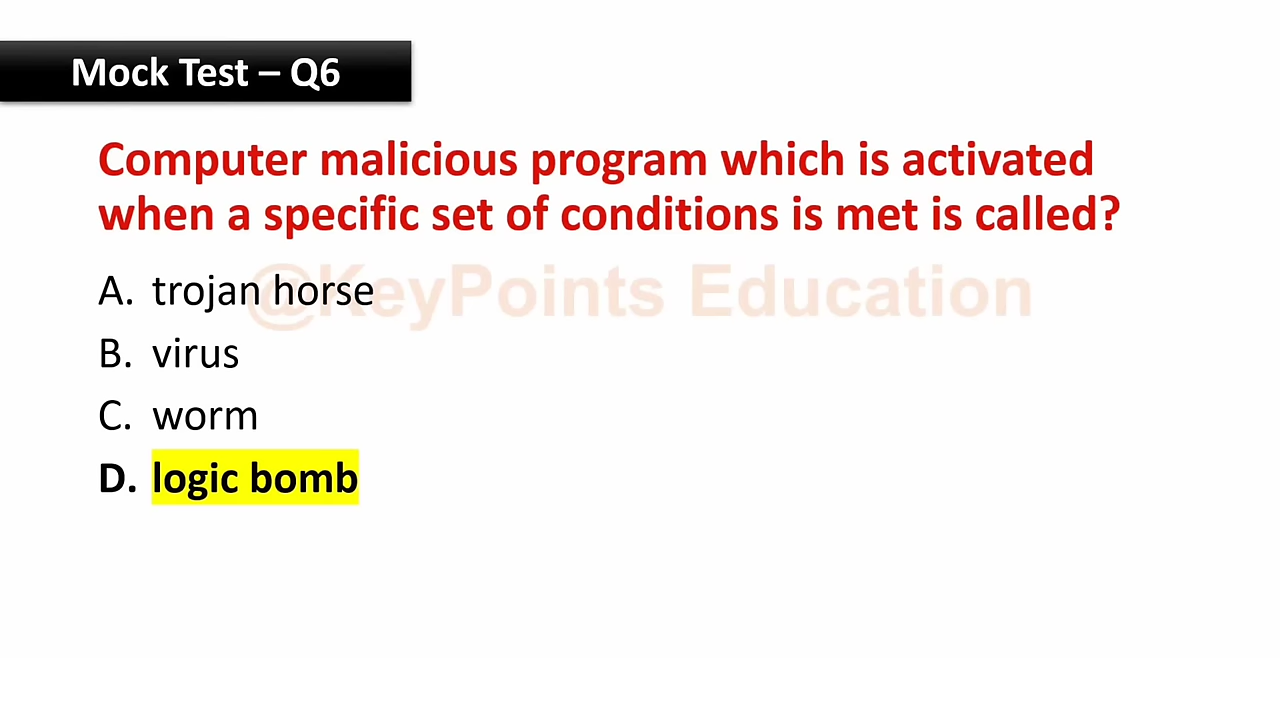 Mock Test – Q6
Computer malicious program which is activated
when a specific set of conditions is met is called?
@KeyPoints Education
A. trojan horse
B. virus
C. worm
D. logic bomb